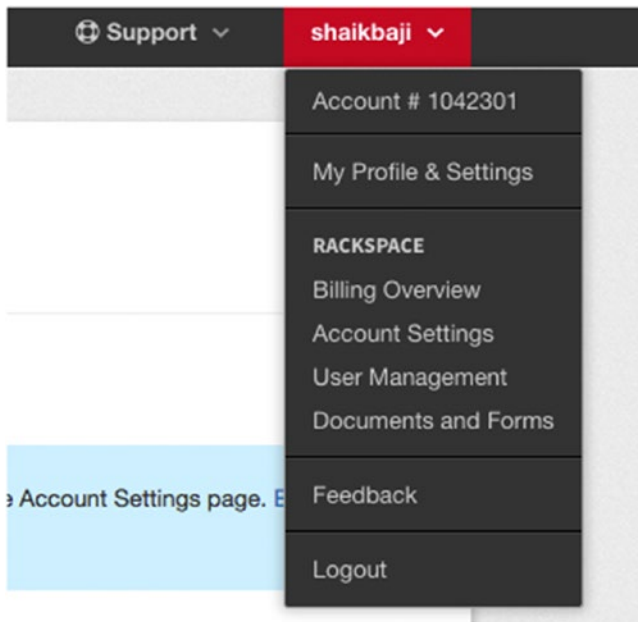 Support
shaikbaji
Account # 1042301
My Profile & Settings
RACKSPACE
Billing Overview
Account Settings
User Management
Documents and Forms
Account Settings page.
Feedback
Logout